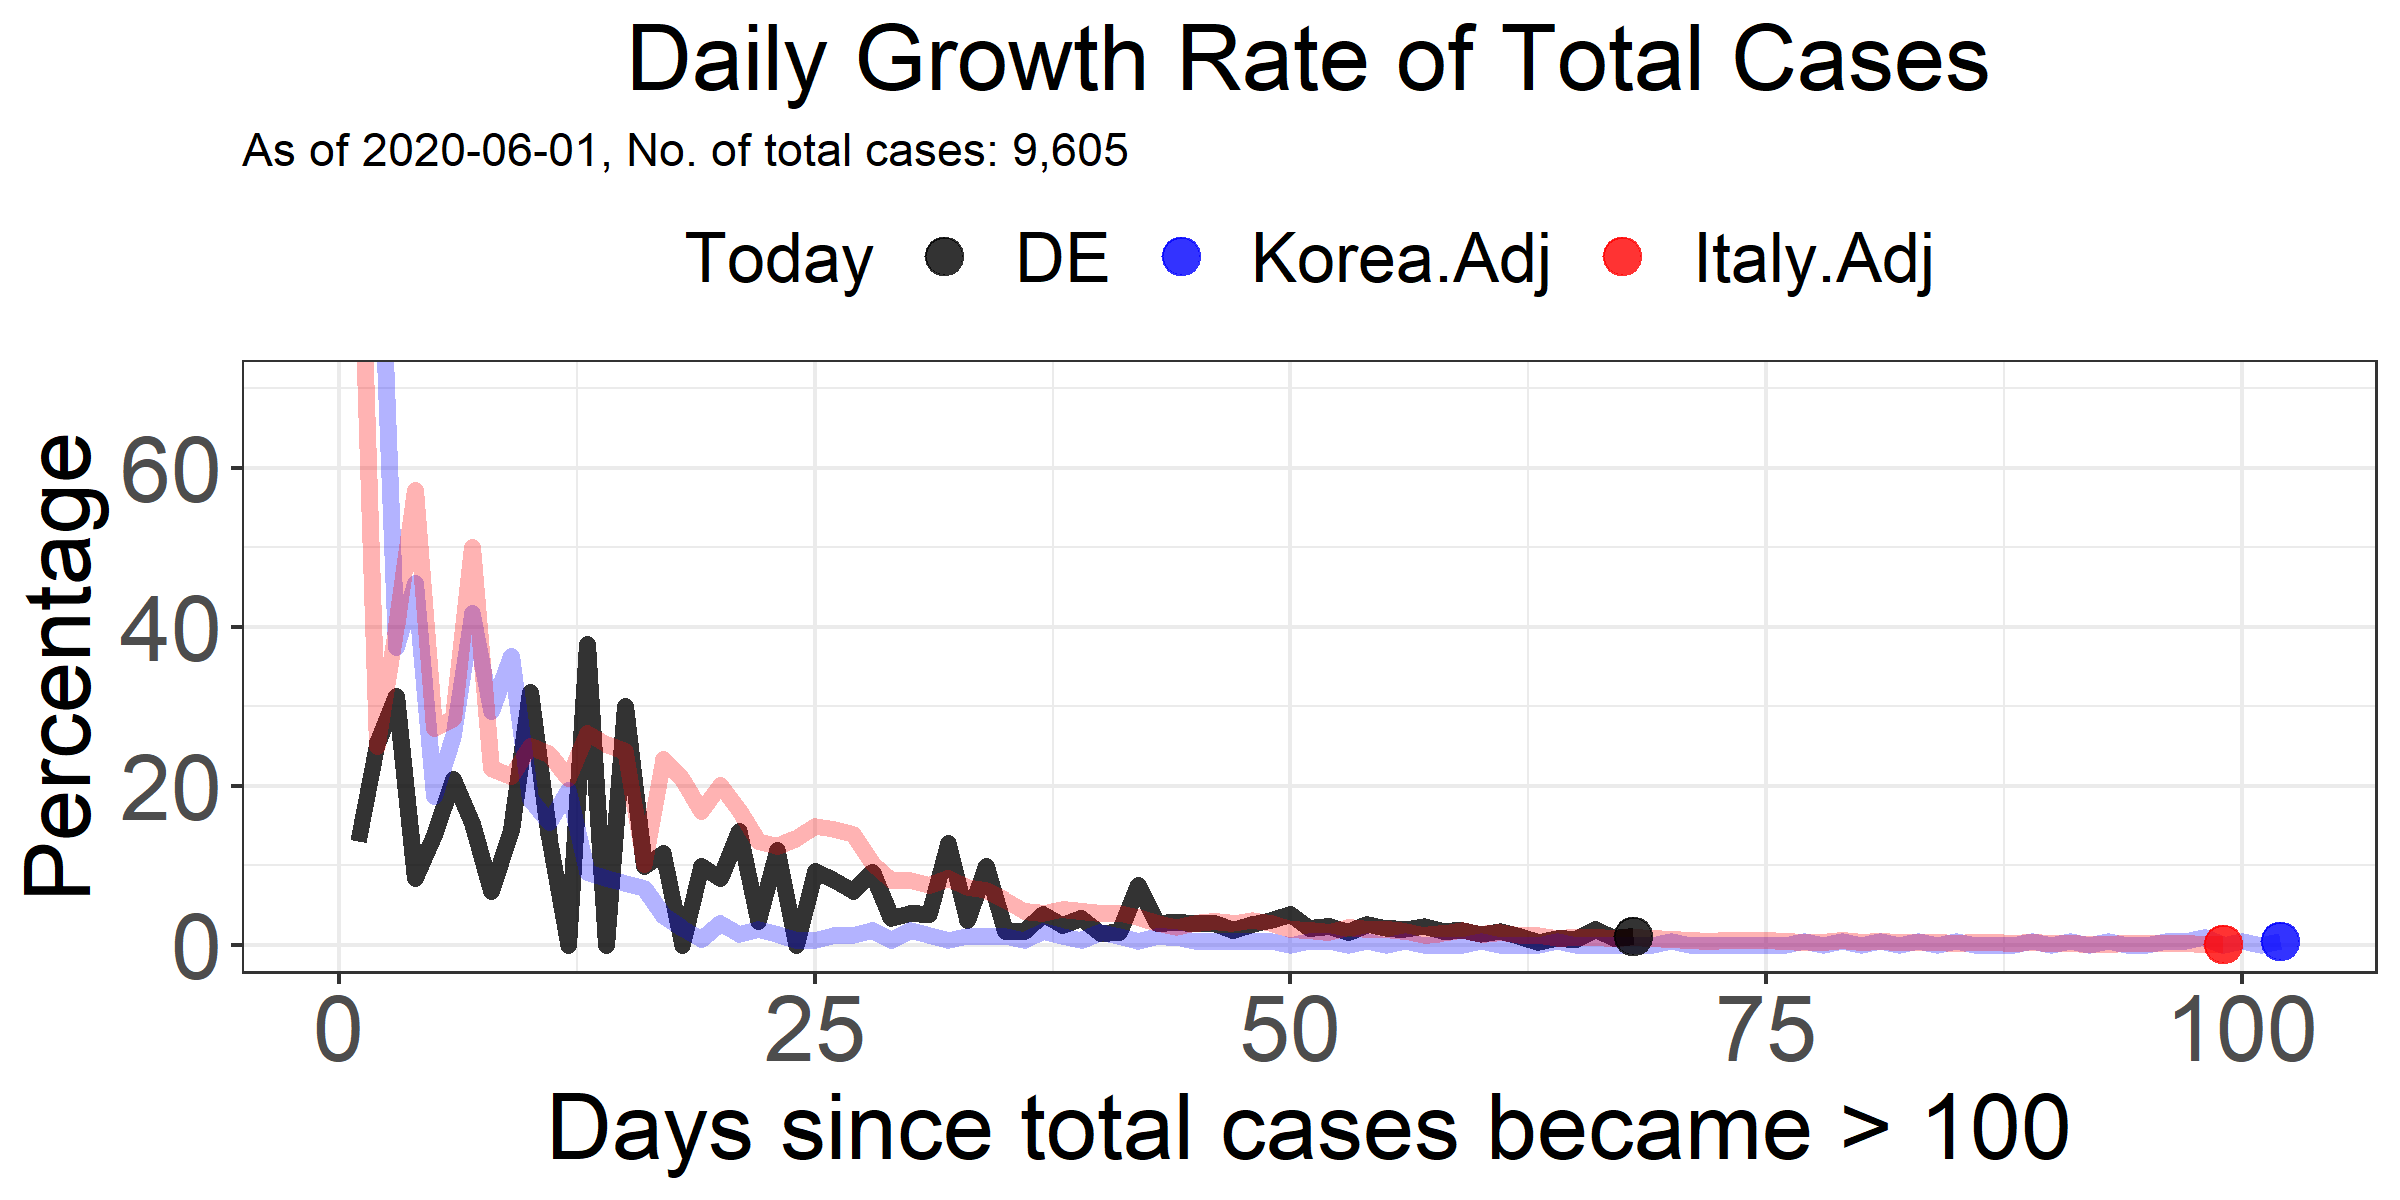 Daily Growth Rate of Total Cases
As of 2020-06-01, No. of total cases: 9,605
Today DE Korea.Adj Italy.Adj
Percentage
60
40
20
0
0 25 50 75 100
Days since total cases became > 100